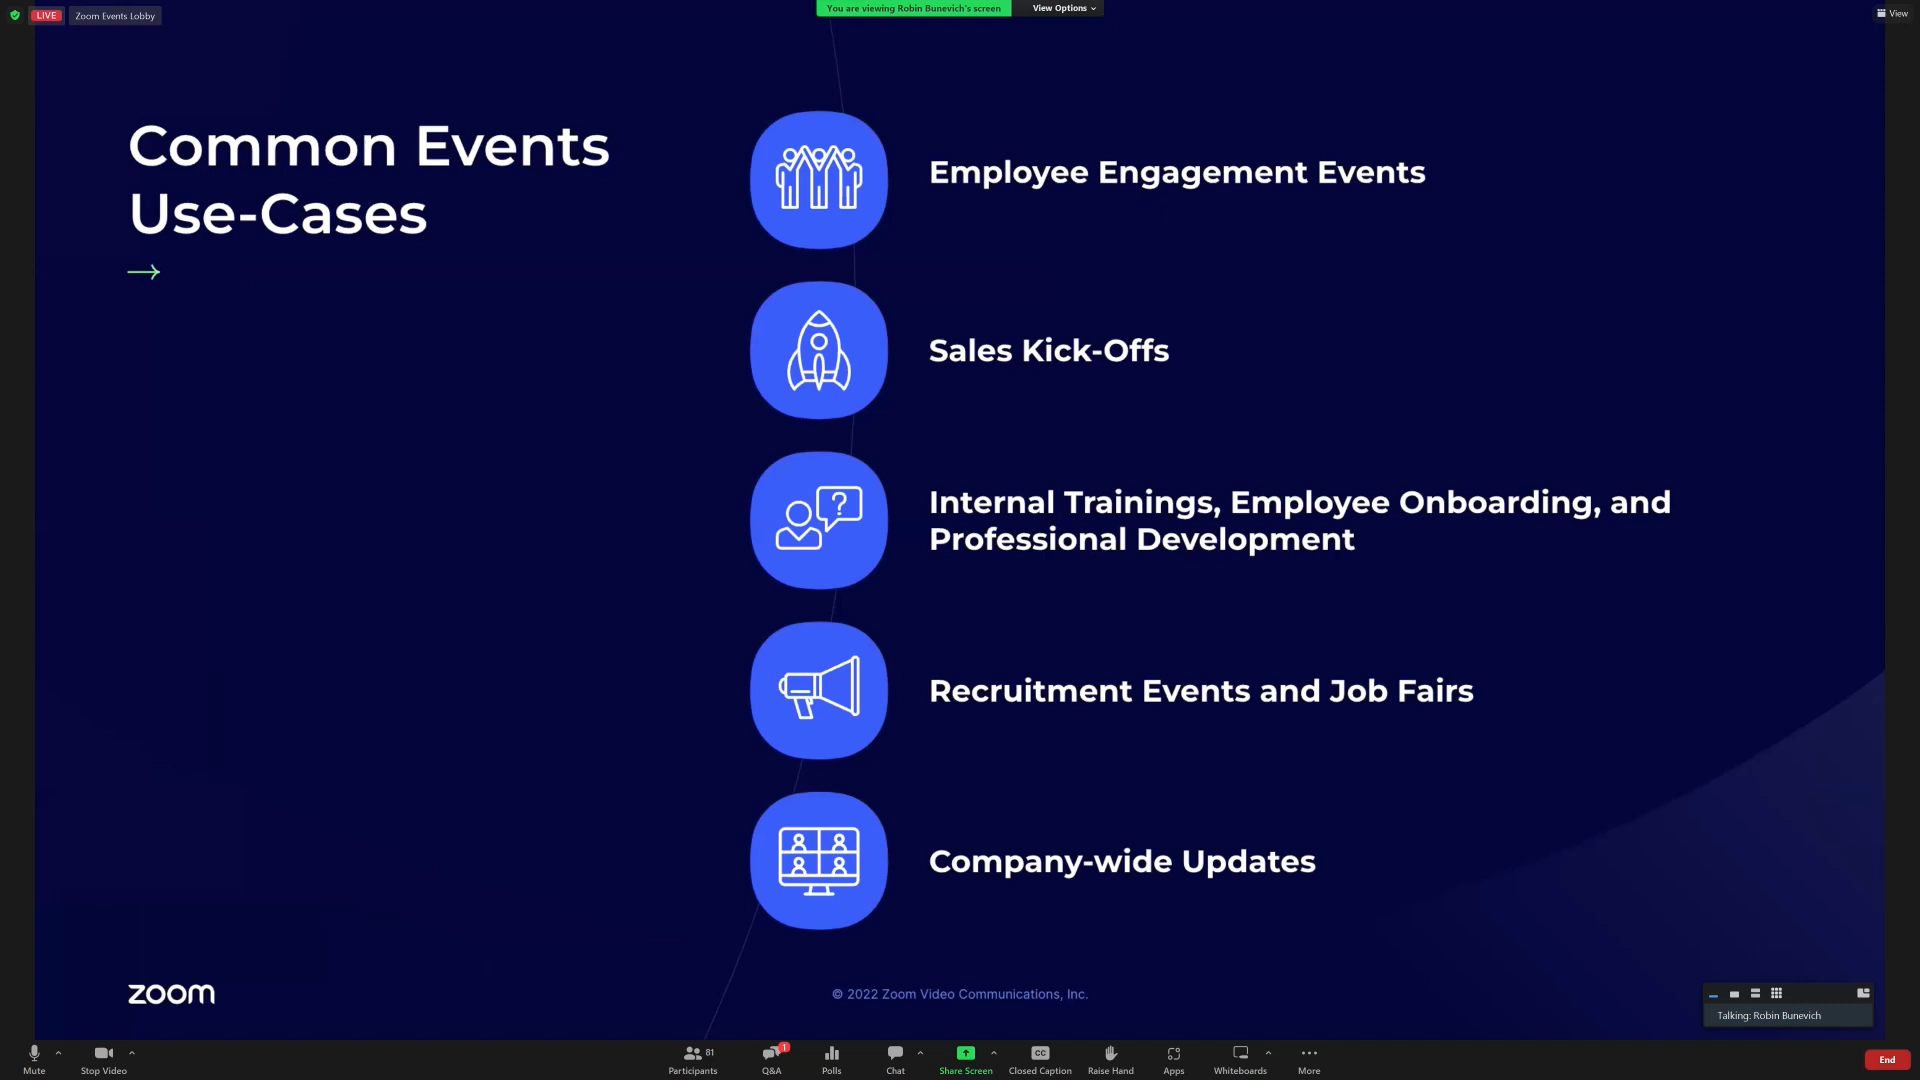 LIVE
Zoom Events Lobby
You are viewing Robin Bunevich's screen
View Options
View
Common Events
Use-Cases
Employee Engagement Events
Sales Kick-Offs
?
Internal Trainings, Employee Onboarding, and
Professional Development
Recruitment Events and Job Fairs
Company-wide Updates
zoom
© 2022 Zoom Video Communications, Inc.
Talking: Robin Bunevich
Mute
Stop Video
81
Participants
1
Q&A
Polls
Chat
Share Screen
CC
Closed Caption
Raise Hand
Apps
Whiteboards
More
End